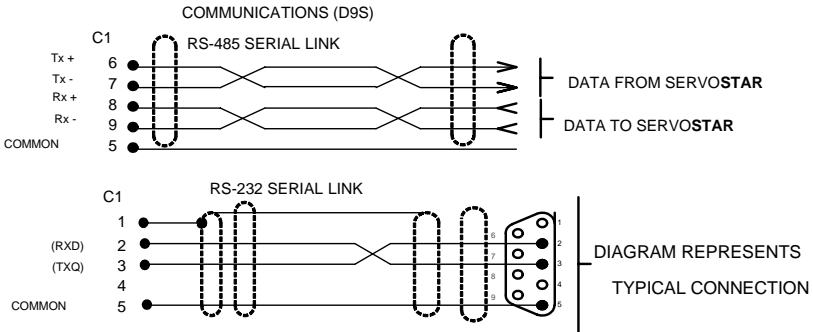 COMMUNICATIONS (D9S)
C1
RS-485 SERIAL LINK
Tx + 6
Tx - 7
Rx + 8
Rx - 9
COMMON 5
DATA FROM SERVOSTAR
DATA TO SERVOSTAR
C1
RS-232 SERIAL LINK
1
(RXD) 2
(TXQ) 3
4
COMMON 5
6
7
8
9
1
2
3
4
5
DIAGRAM REPRESENTS
TYPICAL CONNECTION